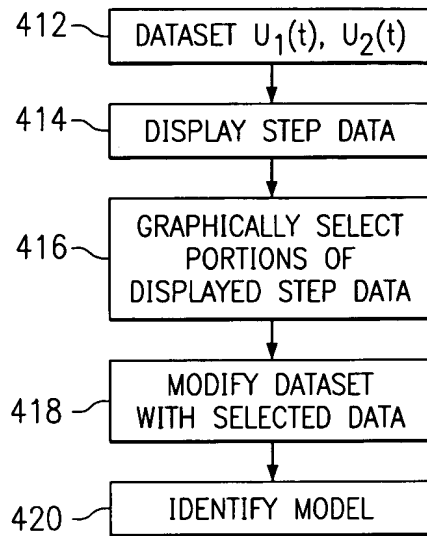 412
DATASET U1(t), U2(t)
414
DISPLAY STEP DATA
416
GRAPHICALLY SELECT
PORTIONS OF
DISPLAYED STEP DATA
418
MODIFY DATASET
WITH SELECTED DATA
420
IDENTIFY MODEL